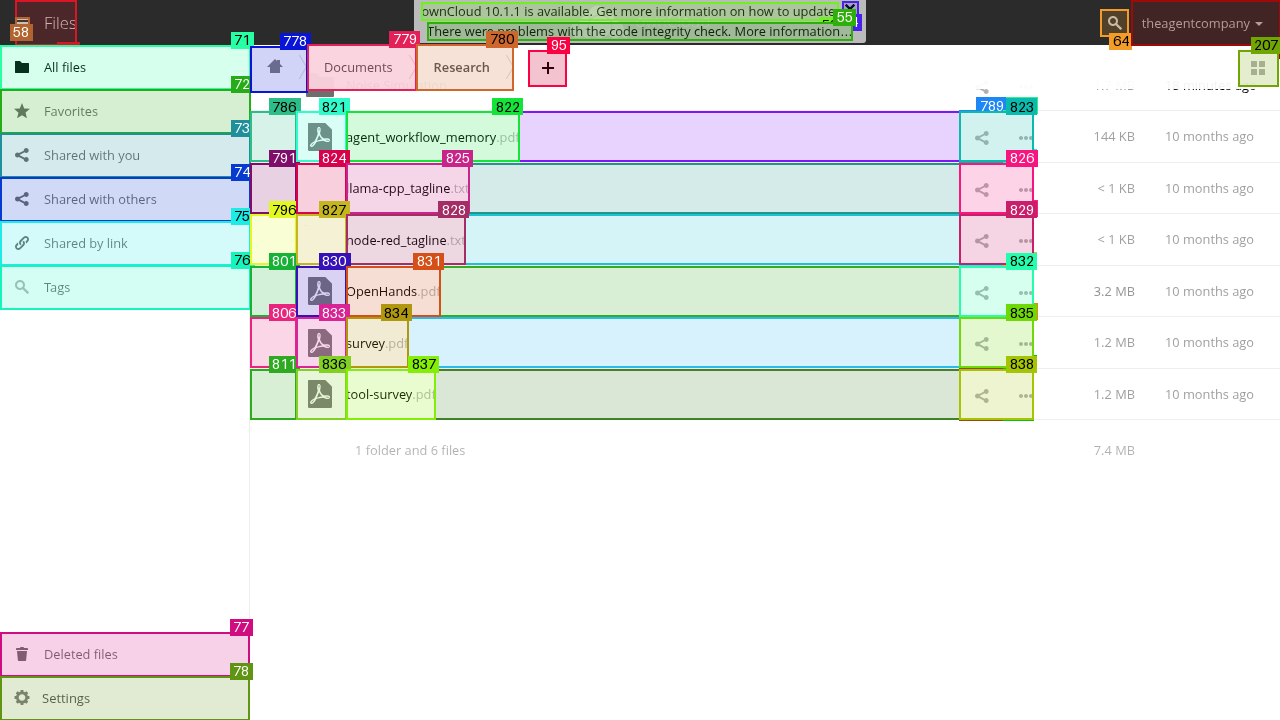 ownCloud 10.1.1 is available. Get more information on how to update
There were problems with the code integrity check. More information...
Files
theagentcompany
58
55
64
71
778
779
780
95
207
All files
Documents
Research
+
72
Favorites
786
821
822
789
823
73
agent_workflow_memory.pdf
144 KB
10 months ago
Shared with you
791
824
825
826
74
llama-cpp_tagline.txt
< 1 KB
10 months ago
Shared with others
796
827
828
829
75
node-red_tagline.txt
< 1 KB
10 months ago
Shared by link
76
801
830
831
832
Tags
OpenHands.pdf
3.2 MB
10 months ago
806
833
834
835
survey.pdf
1.2 MB
10 months ago
811
836
837
838
tool-survey.pdf
1.2 MB
10 months ago
1 folder and 6 files
7.4 MB
77
Deleted files
78
Settings